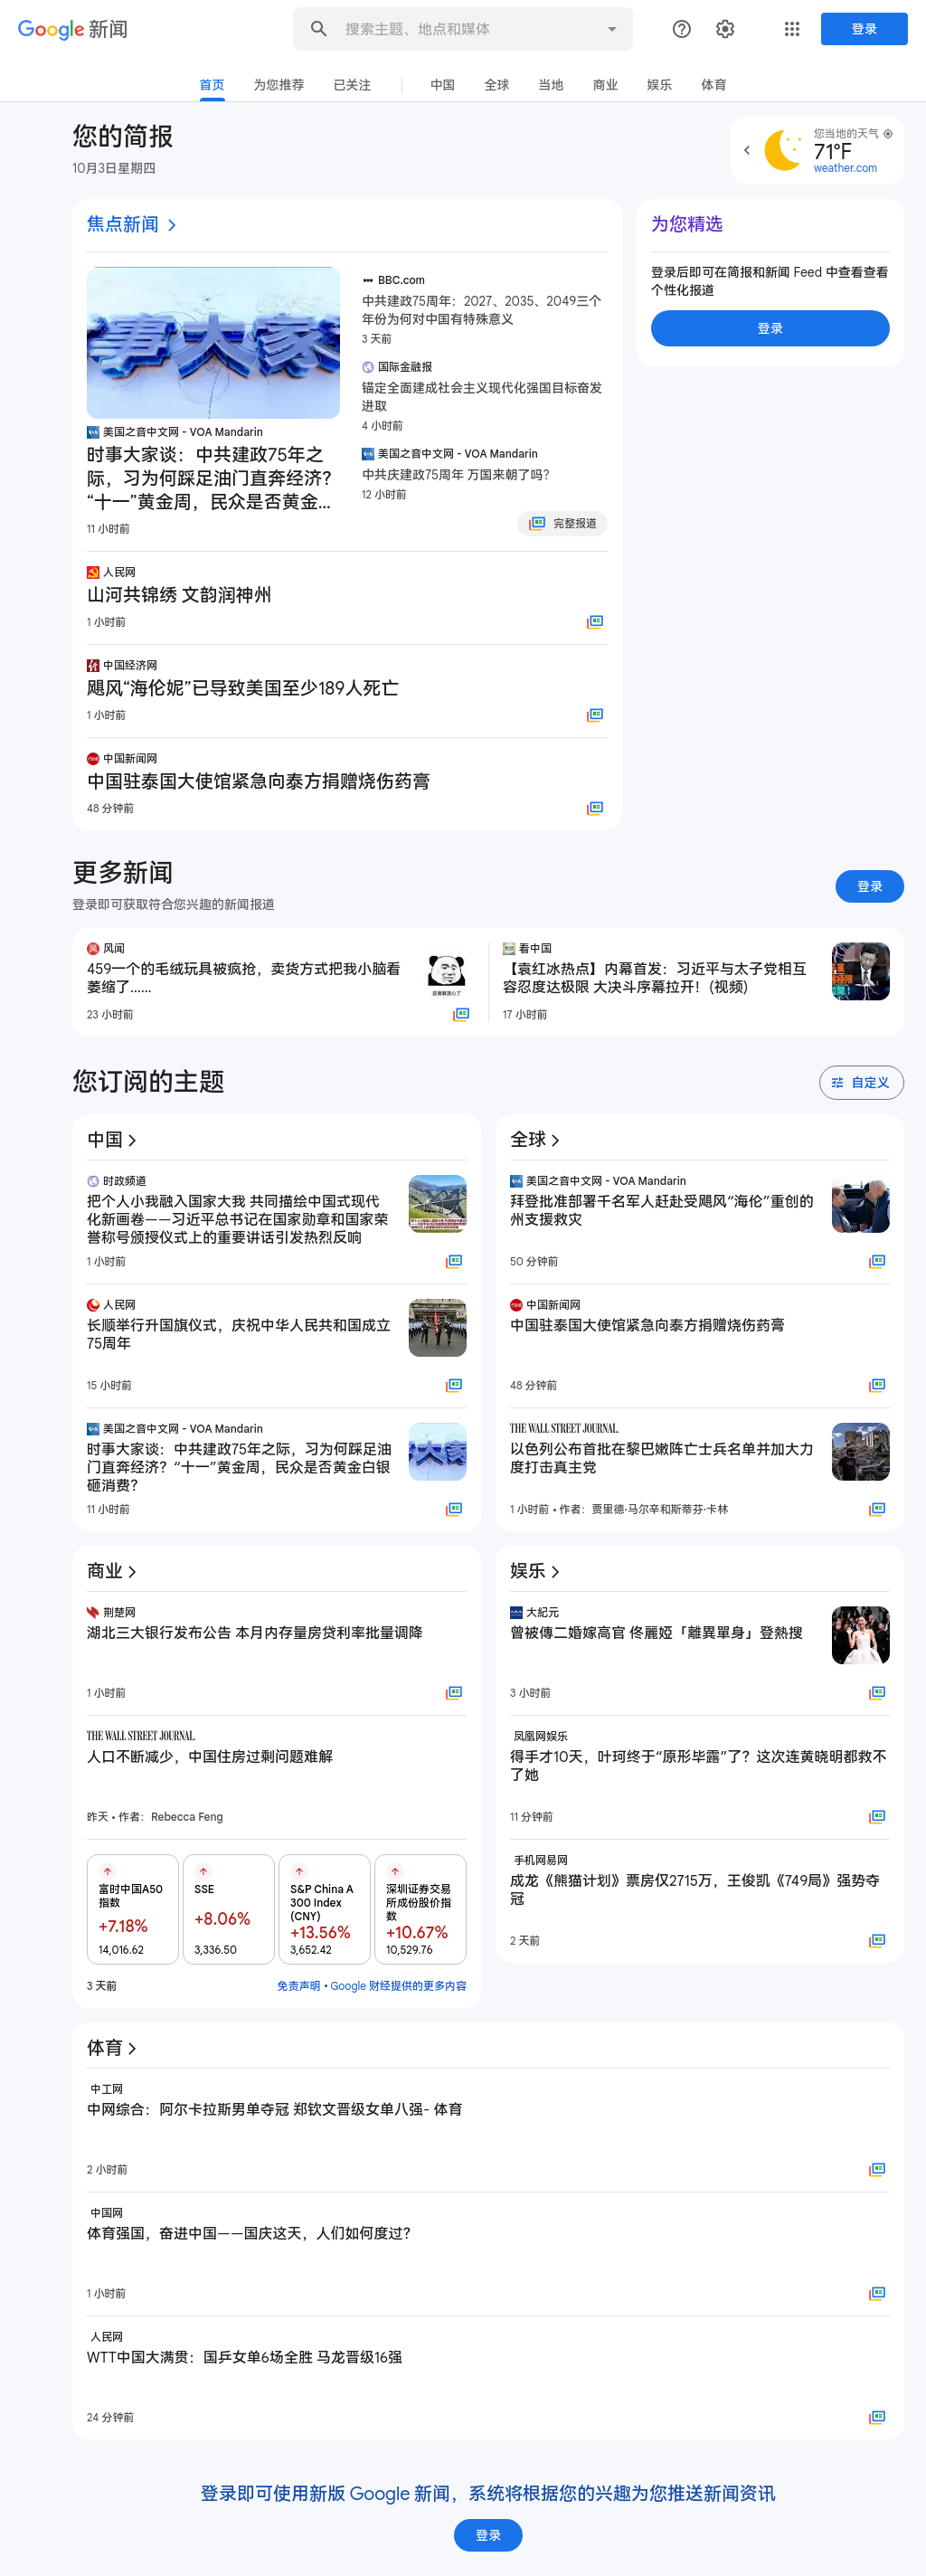 Google 新闻
搜索主题、地点和媒体
登录
首页
为您推荐
已关注
中国
全球
当地
商业
娱乐
体育
您的简报
10月3日星期四
您当地的天气
71°F
weather.com
焦点新闻
事大家
美国之音中文网 - VOA Mandarin
时事大家谈：中共建政75年之
际，习为何踩足油门直奔经济？
“十一”黄金周，民众是否黄金...
11 小时前
BBC.com
中共建政75周年：2027、2035、2049三个
年份为何对中国有特殊意义
3 天前
国际金融报
锚定全面建成社会主义现代化强国目标奋发
进取
4 小时前
美国之音中文网 - VOA Mandarin
中共庆建政75周年 万国来朝了吗？
12 小时前
完整报道
人民网
山河共锦绣 文韵润神州
1 小时前
中国经济网
飓风“海伦妮”已导致美国至少189人死亡
1 小时前
中国新闻网
中国驻泰国大使馆紧急向泰方捐赠烧伤药膏
48 分钟前
为您精选
登录后即可在简报和新闻 Feed 中查看查看
个性化报道
登录
更多新闻
登录即可获取符合您兴趣的新闻报道
登录
风闻
459一个的毛绒玩具被疯抢，卖货方式把我小脑看
萎缩了……
23 小时前
看中国
【袁红冰热点】内幕首发：习近平与太子党相互
容忍度达极限 大决斗序幕拉开！(视频)
17 小时前
您订阅的主题
自定义
中国
时政频道
把个人小我融入国家大我 共同描绘中国式现代
化新画卷——习近平总书记在国家勋章和国家荣
誉称号颁授仪式上的重要讲话引发热烈反响
1 小时前
人民网
长顺举行升国旗仪式，庆祝中华人民共和国成立
75周年
15 小时前
美国之音中文网 - VOA Mandarin
时事大家谈：中共建政75年之际，习为何踩足油
门直奔经济？“十一”黄金周，民众是否黄金白银
砸消费？
11 小时前
全球
美国之音中文网 - VOA Mandarin
拜登批准部署千名军人赶赴受飓风“海伦”重创的
州支援救灾
50 分钟前
中国新闻网
中国驻泰国大使馆紧急向泰方捐赠烧伤药膏
48 分钟前
THE WALL STREET JOURNAL.
以色列公布首批在黎巴嫩阵亡士兵名单并加大力
度打击真主党
1 小时前 • 作者：贾里德·马尔辛和斯蒂芬·卡林
商业
荆楚网
湖北三大银行发布公告 本月内存量房贷利率批量调降
1 小时前
THE WALL STREET JOURNAL.
人口不断减少，中国住房过剩问题难解
昨天 • 作者：Rebecca Feng
富时中国A50
指数
+7.18%
14,016.62
SSE
+8.06%
3,336.50
S&P China A
300 Index
(CNY)
+13.56%
3,652.42
深圳证券交易
所成份股价指
数
+10.67%
10,529.76
3 天前
免责声明 • Google 财经提供的更多内容
娱乐
大紀元
曾被傳二婚嫁高官 佟麗婭「離異單身」登熱搜
3 小时前
凤凰网娱乐
得手才10天，叶珂终于“原形毕露”了？这次连黄晓明都救不
了她
11 分钟前
手机网易网
成龙《熊猫计划》票房仅2715万，王俊凯《749局》强势夺
冠
2 天前
体育
中工网
中网综合：阿尔卡拉斯男单夺冠 郑钦文晋级女单八强- 体育
2 小时前
中国网
体育强国，奋进中国——国庆这天，人们如何度过？
1 小时前
人民网
WTT中国大满贯：国乒女单6场全胜 马龙晋级16强
24 分钟前
登录即可使用新版 Google 新闻，系统将根据您的兴趣为您推送新闻资讯
登录